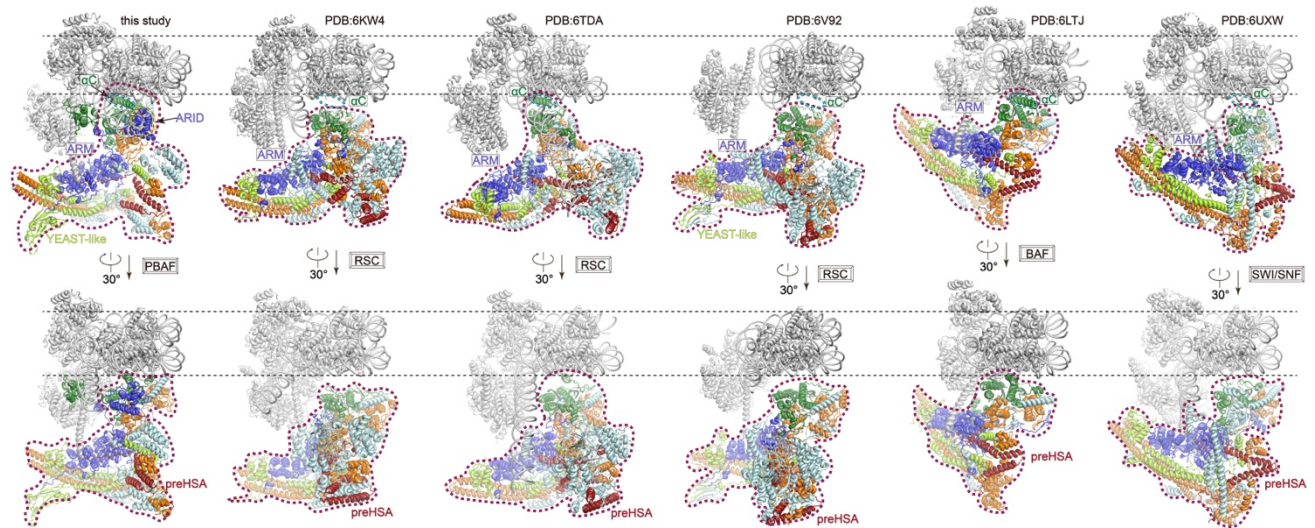 this study
PDB:6KW4
PDB:6TDA
PDB:6V92
PDB:6LTJ
PDB:6UXW
αC
αC
αC
αC
αC
αC
ARID
ARM
ARM
ARM
ARM
ARM
ARM
YEAST-like
YEAST-like
30°
PBAF
30°
RSC
30°
RSC
30°
RSC
30°
BAF
30°
SWI/SNF
preHSA
preHSA
preHSA
preHSA
preHSA
preHSA